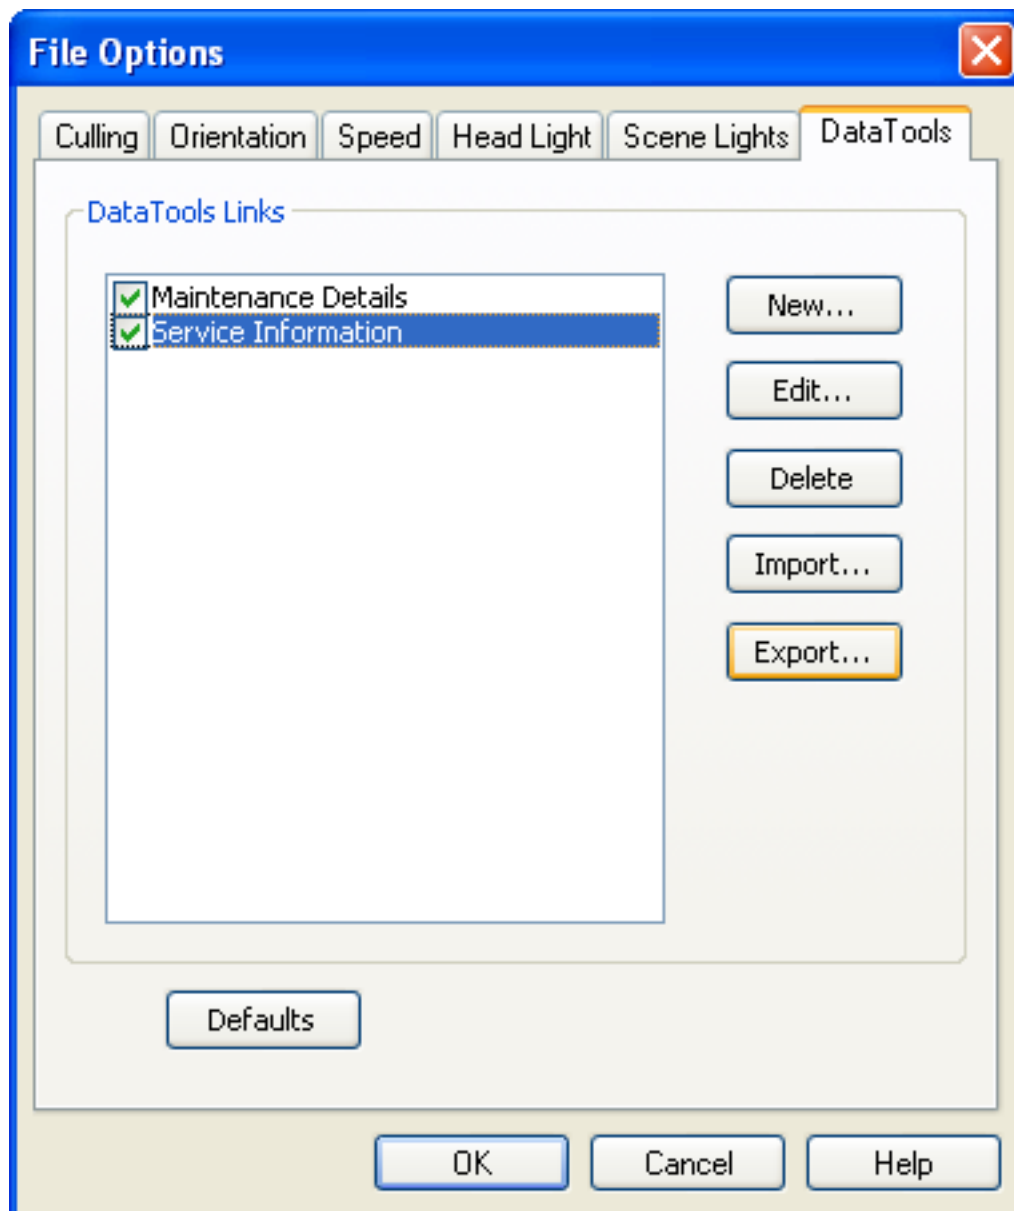 File Options
Culling Orientation Speed Head Light Scene Lights DataTools
DataTools Links
Maintenance Details
Service Information
New...
Edit...
Delete
Import...
Export...
Defaults
OK Cancel Help